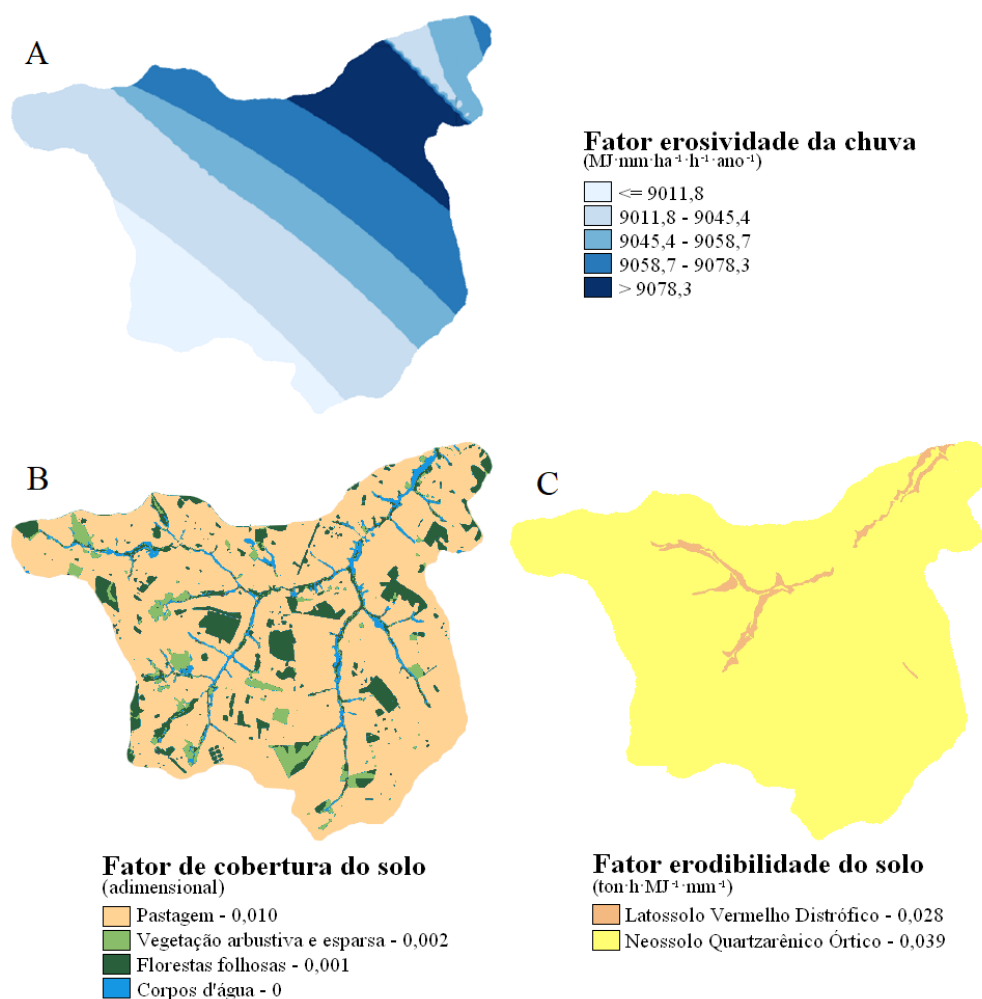 A
Fator erosividade da chuva
(MJ·mm·ha⁻¹·h⁻¹·ano⁻¹)
<= 9011,8
9011,8 - 9045,4
9045,4 - 9058,7
9058,7 - 9078,3
> 9078,3
B
C
Fator de cobertura do solo
(adimensional)
Pastagem - 0,010
Vegetação arbustiva e esparsa - 0,002
Florestas folhosas - 0,001
Corpos d'água - 0
Fator erodibilidade do solo
(ton·h·MJ⁻¹·mm⁻¹)
Latossolo Vermelho Distrófico - 0,028
Neossolo Quartzarênico Órtico - 0,039